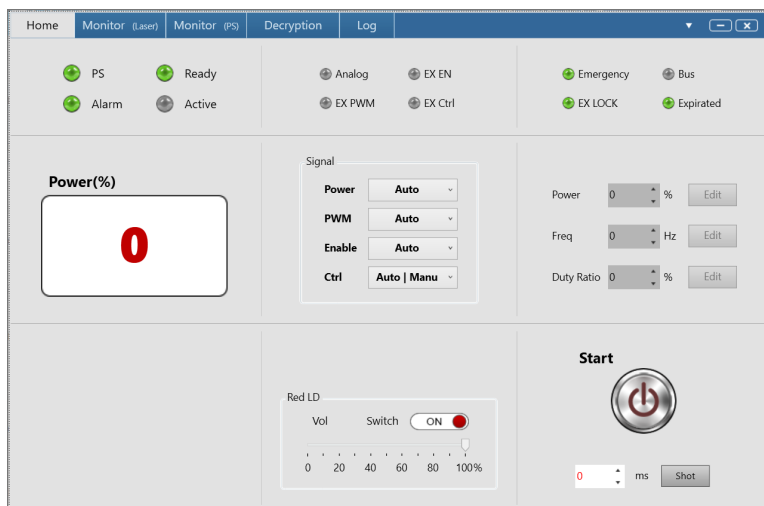 Home Monitor (Laser) Monitor (PS) Decryption Log
PS Ready Analog EX EN Emergency Bus
Alarm Active EX PWM EX Ctrl EX LOCK Expirated
Power(%)
0
Signal
Power Auto
PWM Auto
Enable Auto
Ctrl Auto | Manu
Power 0 % Edit
Freq 0 Hz Edit
Duty Ratio 0 % Edit
Red LD
Vol Switch ON
0 20 40 60 80 100%
Start
0 ms Shot